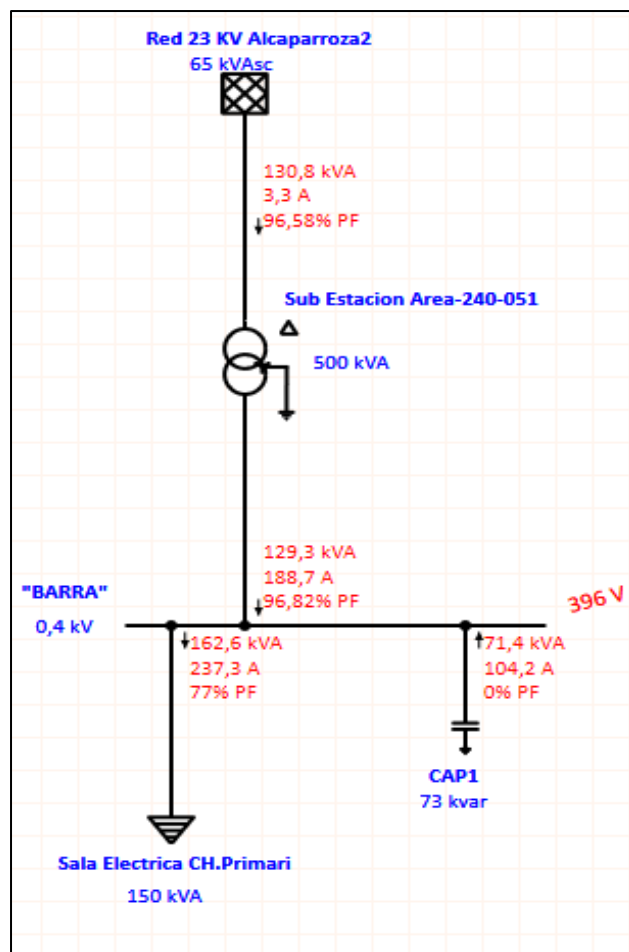 Red 23 KV Alcaparroza2
65 kVAsc
130,8 kVA
3,3 A
96,58% PF
Sub Estacion Area-240-051
500 kVA
129,3 kVA
188,7 A
96,82% PF
"BARRA"
0,4 kV
396 V
162,6 kVA
237,3 A
77% PF
71,4 kVA
104,2 A
0% PF
CAP1
73 kvar
Sala Electrica CH.Primari
150 kVA